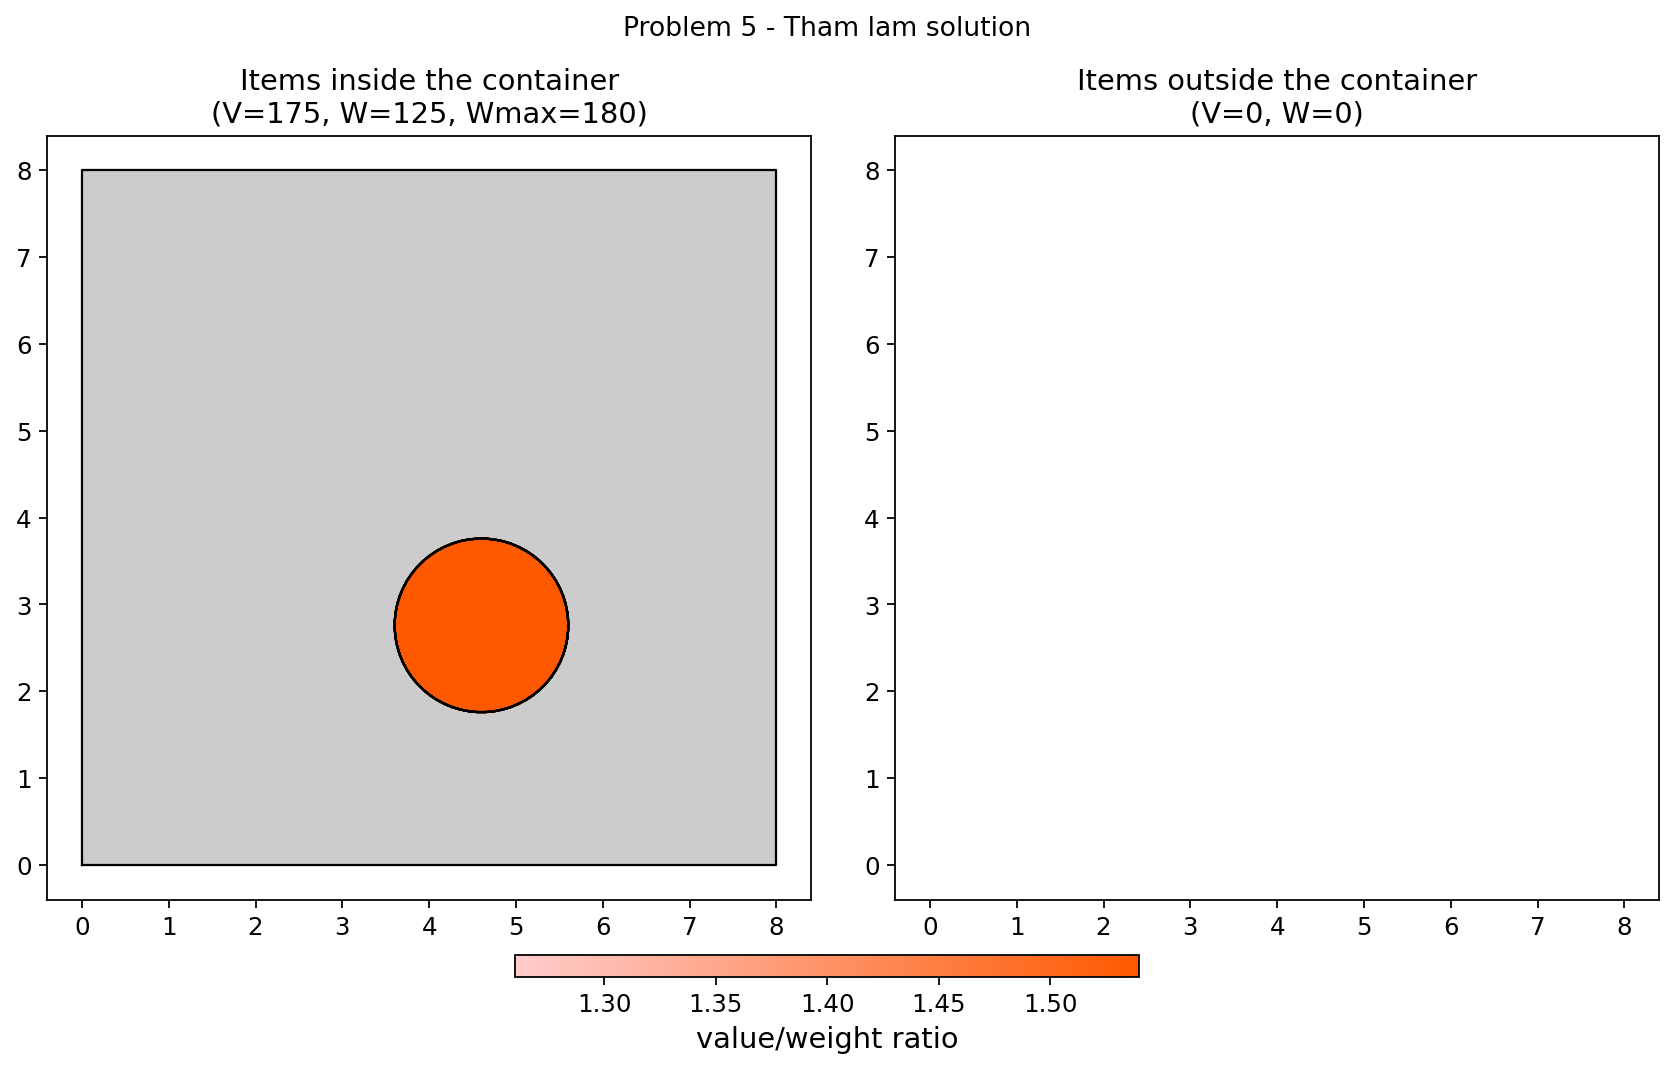 Problem 5 - Tham lam solution
Items inside the container
(V=175, W=125, Wmax=180)
8
7
6
5
4
3
2
1
0
0 1 2 3 4 5 6 7 8
Items outside the container
(V=0, W=0)
8
7
6
5
4
3
2
1
0
0 1 2 3 4 5 6 7 8
1.30 1.35 1.40 1.45 1.50
value/weight ratio